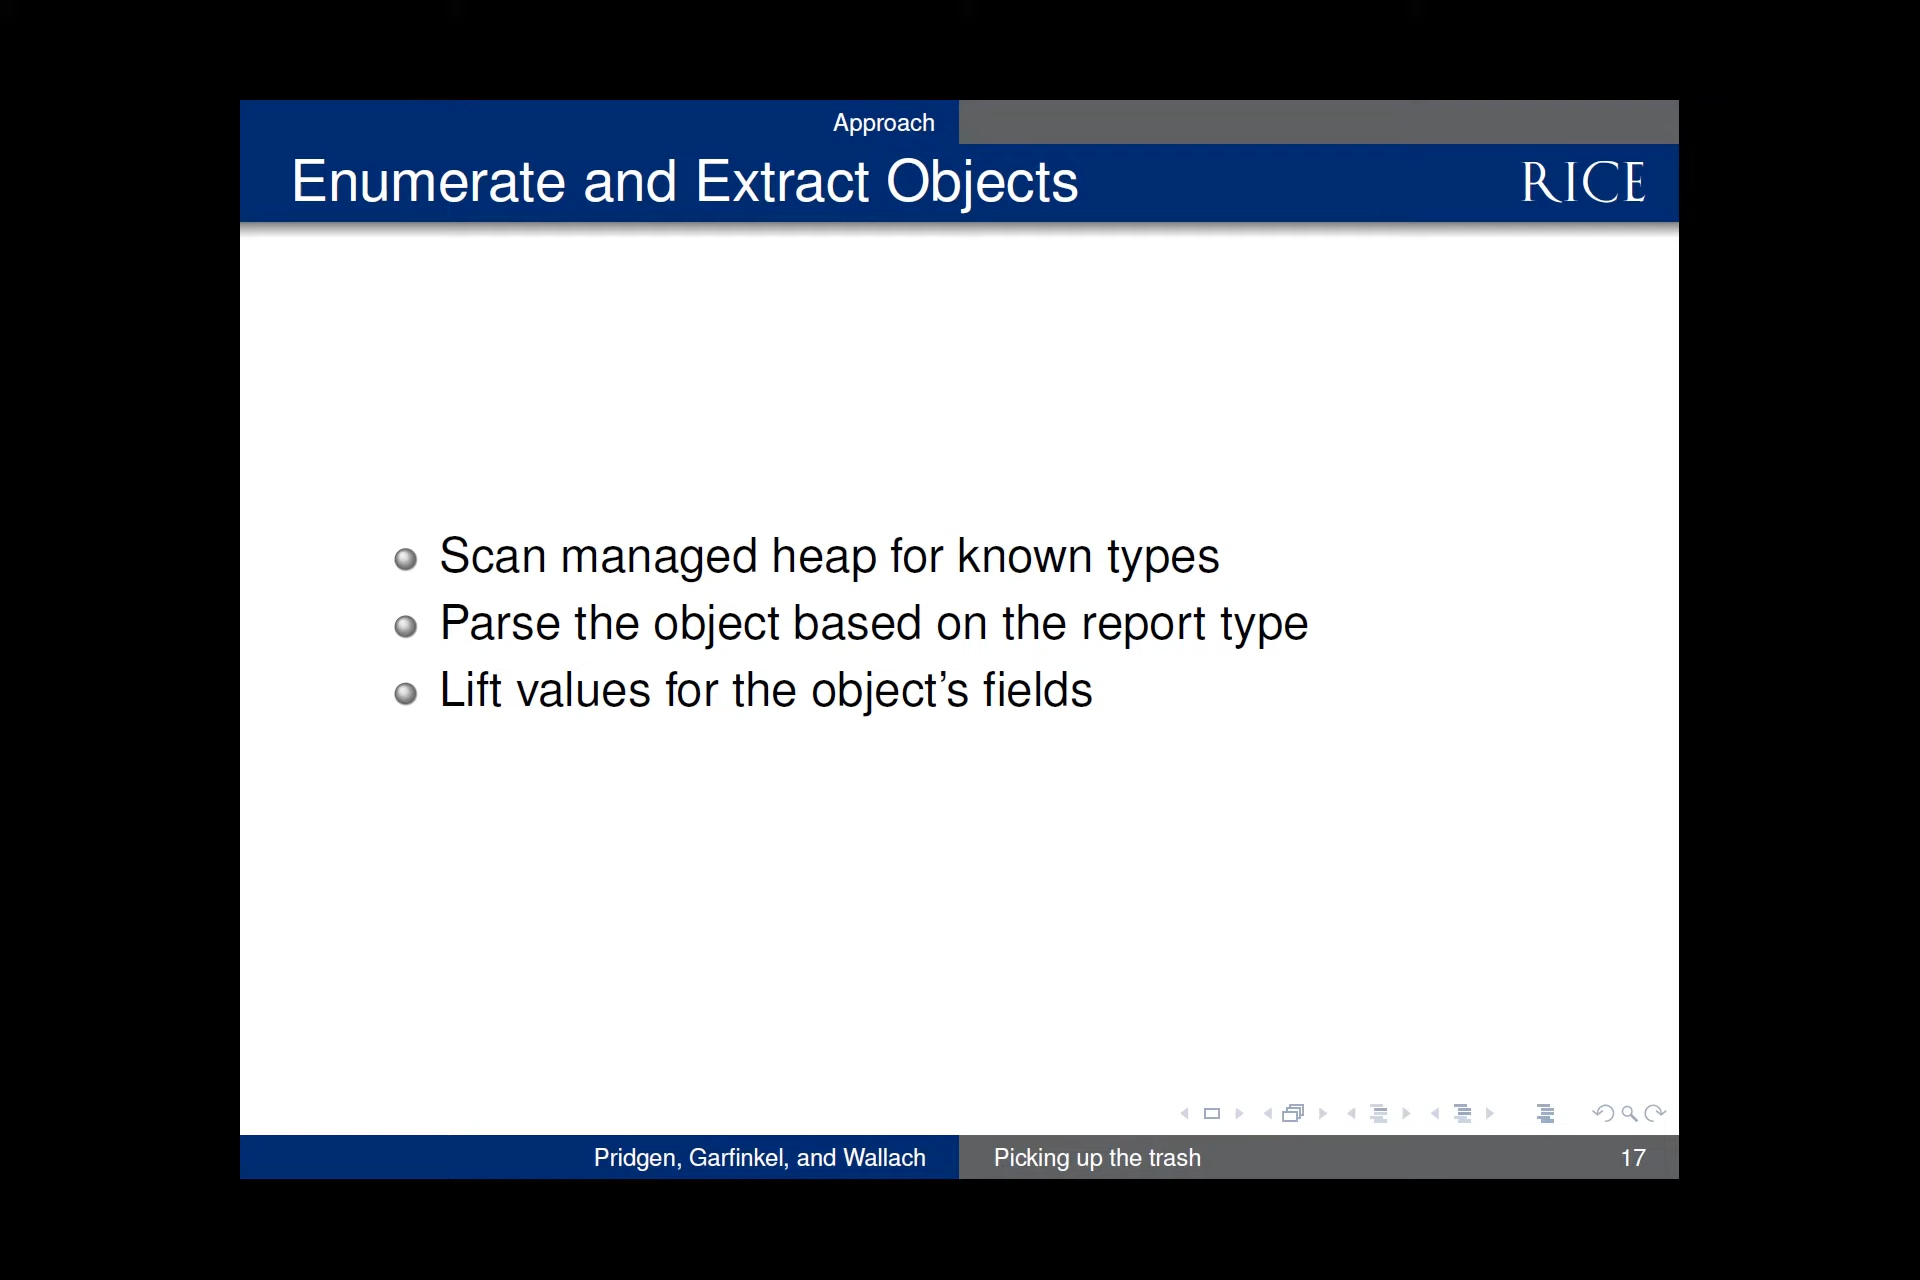 Approach
Enumerate and Extract Objects
RICE
Scan managed heap for known types
Parse the object based on the report type
Lift values for the object’s fields
Pridgen, Garfinkel, and Wallach
Picking up the trash
17